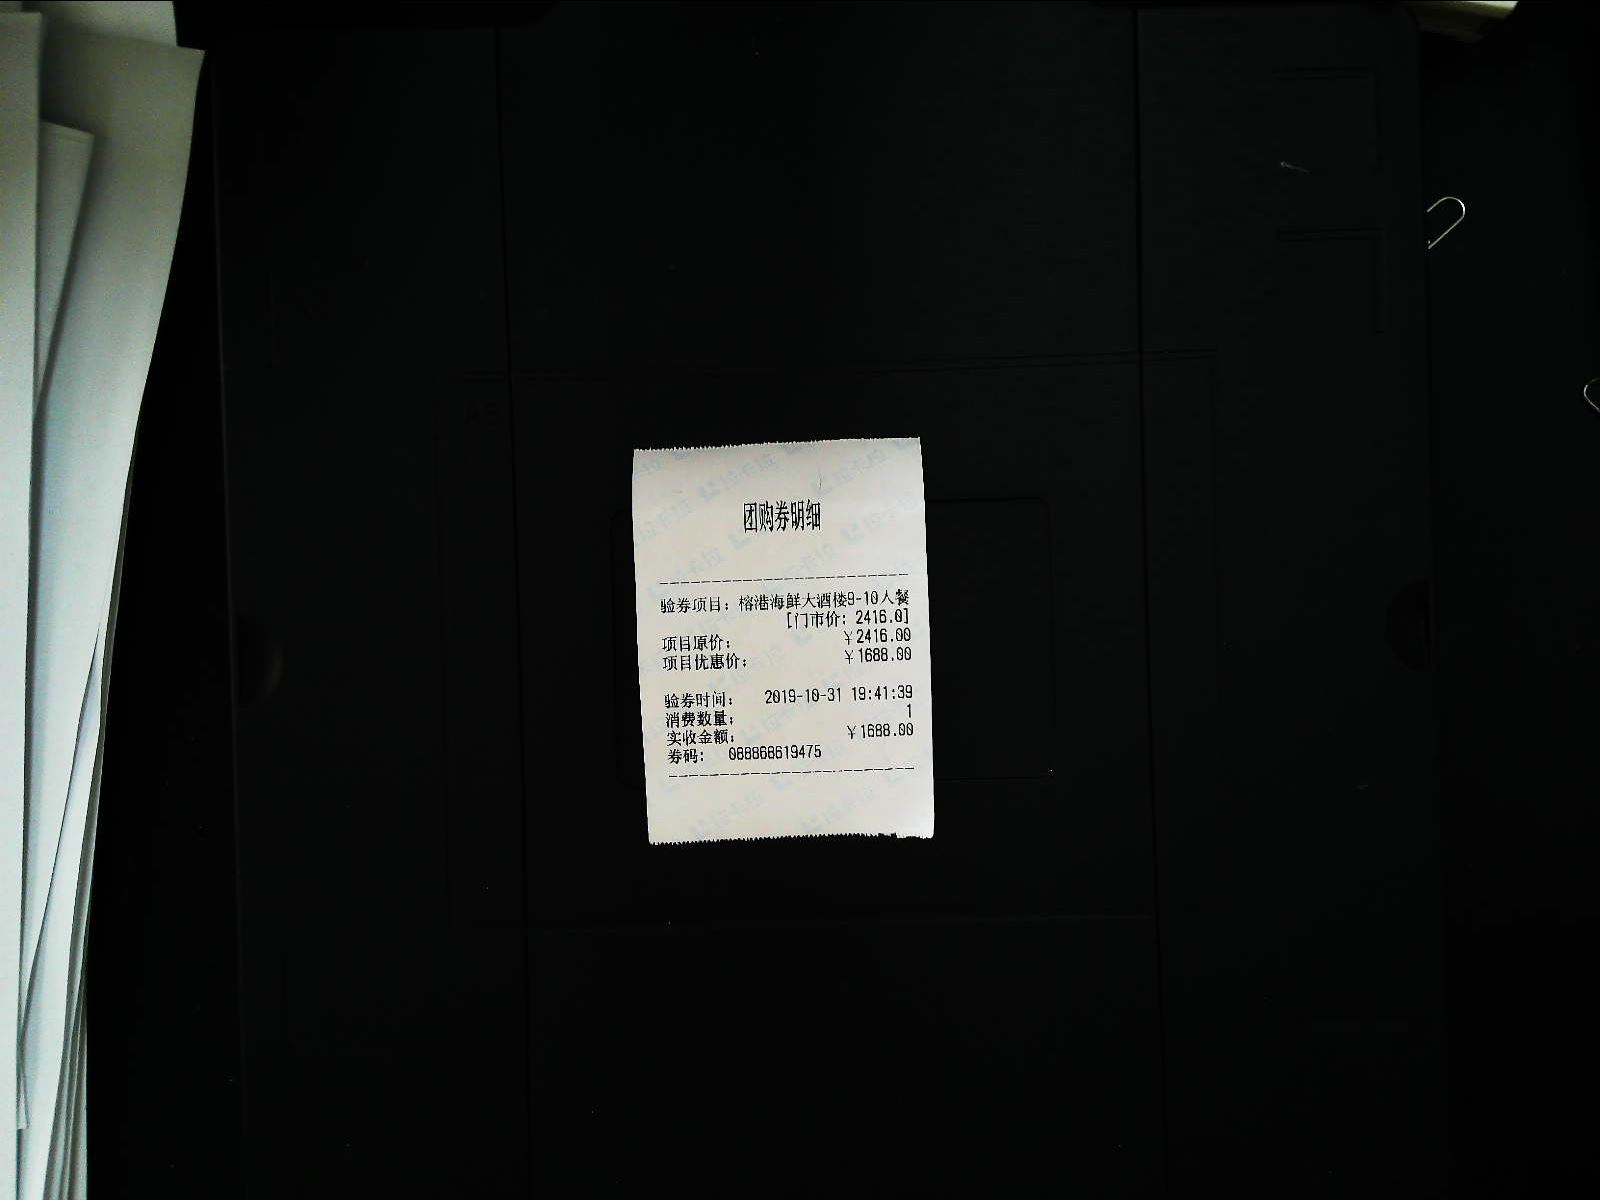 团购券明细
验券项目：榕港海鲜大酒楼9-10人餐
[门市价: 2416.0]
项目原价： ￥2416.00
项目优惠价： ￥1688.00
验券时间： 2019-10-31 19:41:39
消费数量： 1
实收金额： ￥1688.00
券码： 088868619475
A5